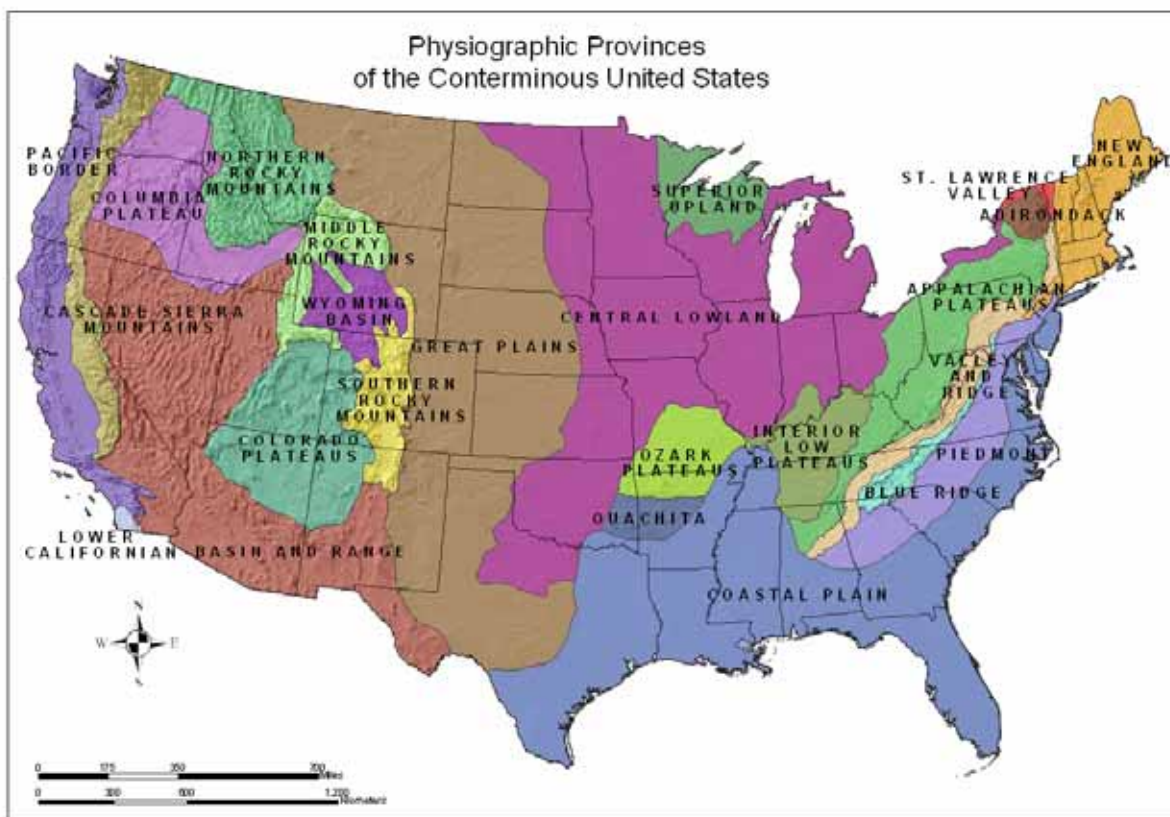 Physiographic Provinces
of the Conterminous United States
PACIFIC
BORDER
NORTHERN
ROCKY
MOUNTAINS
COLUMBIA
PLATEAU
MIDDLE
ROCKY
MOUNTAINS
CASCADE SIERRA
MOUNTAINS
WYOMING
BASIN
GREAT PLAINS
SOUTHERN
ROCKY
MOUNTAINS
COLORADO
PLATEAUS
LOWER
CALIFORNIAN
BASIN AND RANGE
SUPERIOR
UPLAND
CENTRAL LOWLAND
OZARK
PLATEAUS
OUACHITA
INTERIOR
LOW
PLATEAUS
COASTAL PLAIN
NEW
ENGLAND
ST. LAWRENCE
VALLEY
ADIRONDACK
APPALACHIAN
PLATEAUS
VALLEY
AND
RIDGE
PIEDMONT
BLUE RIDGE
N
W E
S
0 175 350 700
Miles
0 300 600 1,200
Kilometers